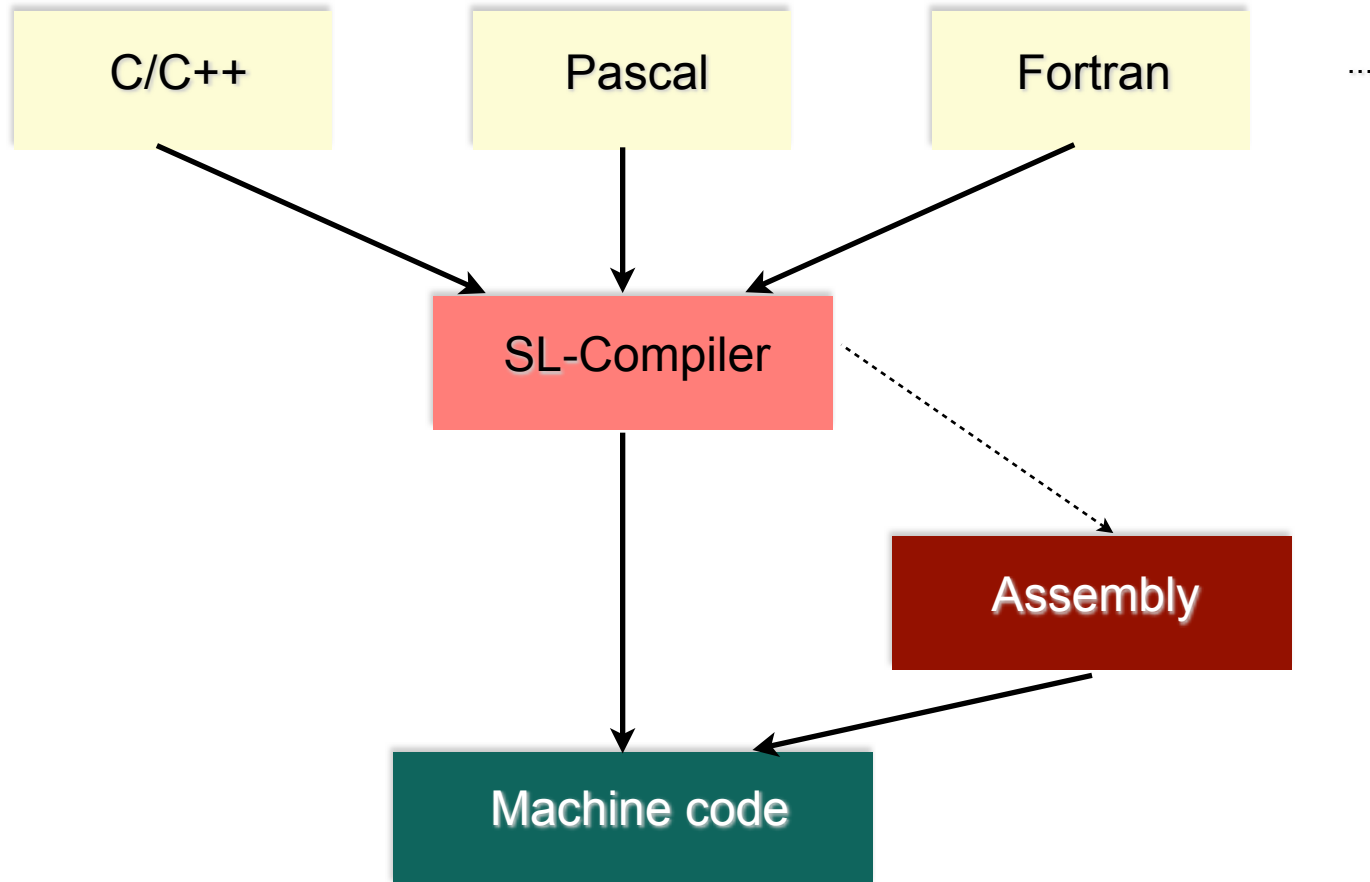 C/C++
Pascal
Fortran
...
SL-Compiler
Assembly
Machine code